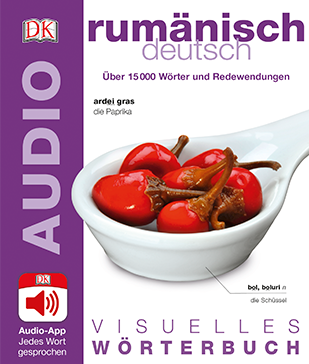 DK
rumänisch
deutsch
Über 15 000 Wörter und Redewendungen
ardei gras
die Paprika
AUDIO
bol, boluri n
die Schüssel
DK
Audio-App
Jedes Wort
gesprochen
VISUELLES
WÖRTERBUCH